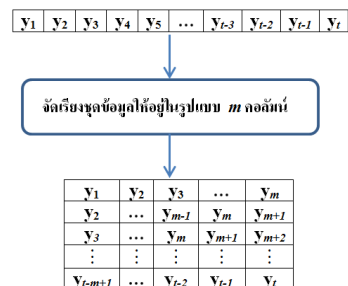 y1 y2 y3 y4 y5 ... yt-3 yt-2 yt-1 yt
จัดเรียงชุดข้อมูลให้อยู่ในรูปแบบ m คอลัมน์
y1 y2 y3 ... ym
y2 ... ym-1 ym ym+1
y3 ... ym ym+1 ym+2
⋮ ⋮ ⋮ ⋮ ⋮
yt-m+1 ... yt-2 yt-1 yt